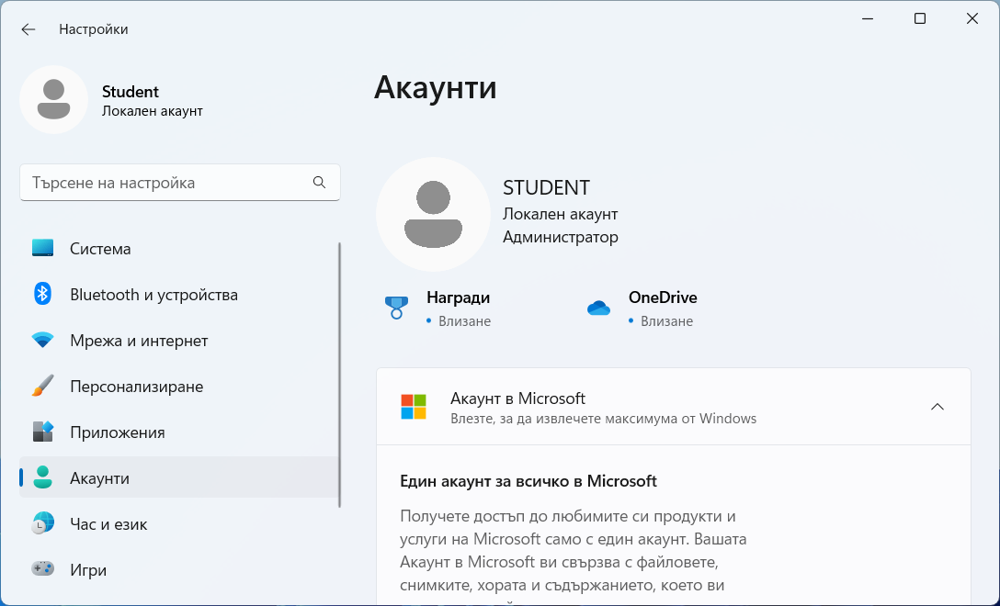 Настройки
Student
Локален акаунт
Търсене на настройка
Система
Bluetooth и устройства
Мрежа и интернет
Персонализиране
Приложения
Акаунти
Час и език
Игри
Акаунти
STUDENT
Локален акаунт
Администратор
Награди
Влизане
OneDrive
Влизане
Акаунт в Microsoft
Влезте, за да извлечете максимума от Windows
Един акаунт за всичко в Microsoft
Получете достъп до любимите си продукти и
услуги на Microsoft само с един акаунт. Вашата
Акаунт в Microsoft ви свързва с файловете,
снимките, хората и съдържанието, което ви